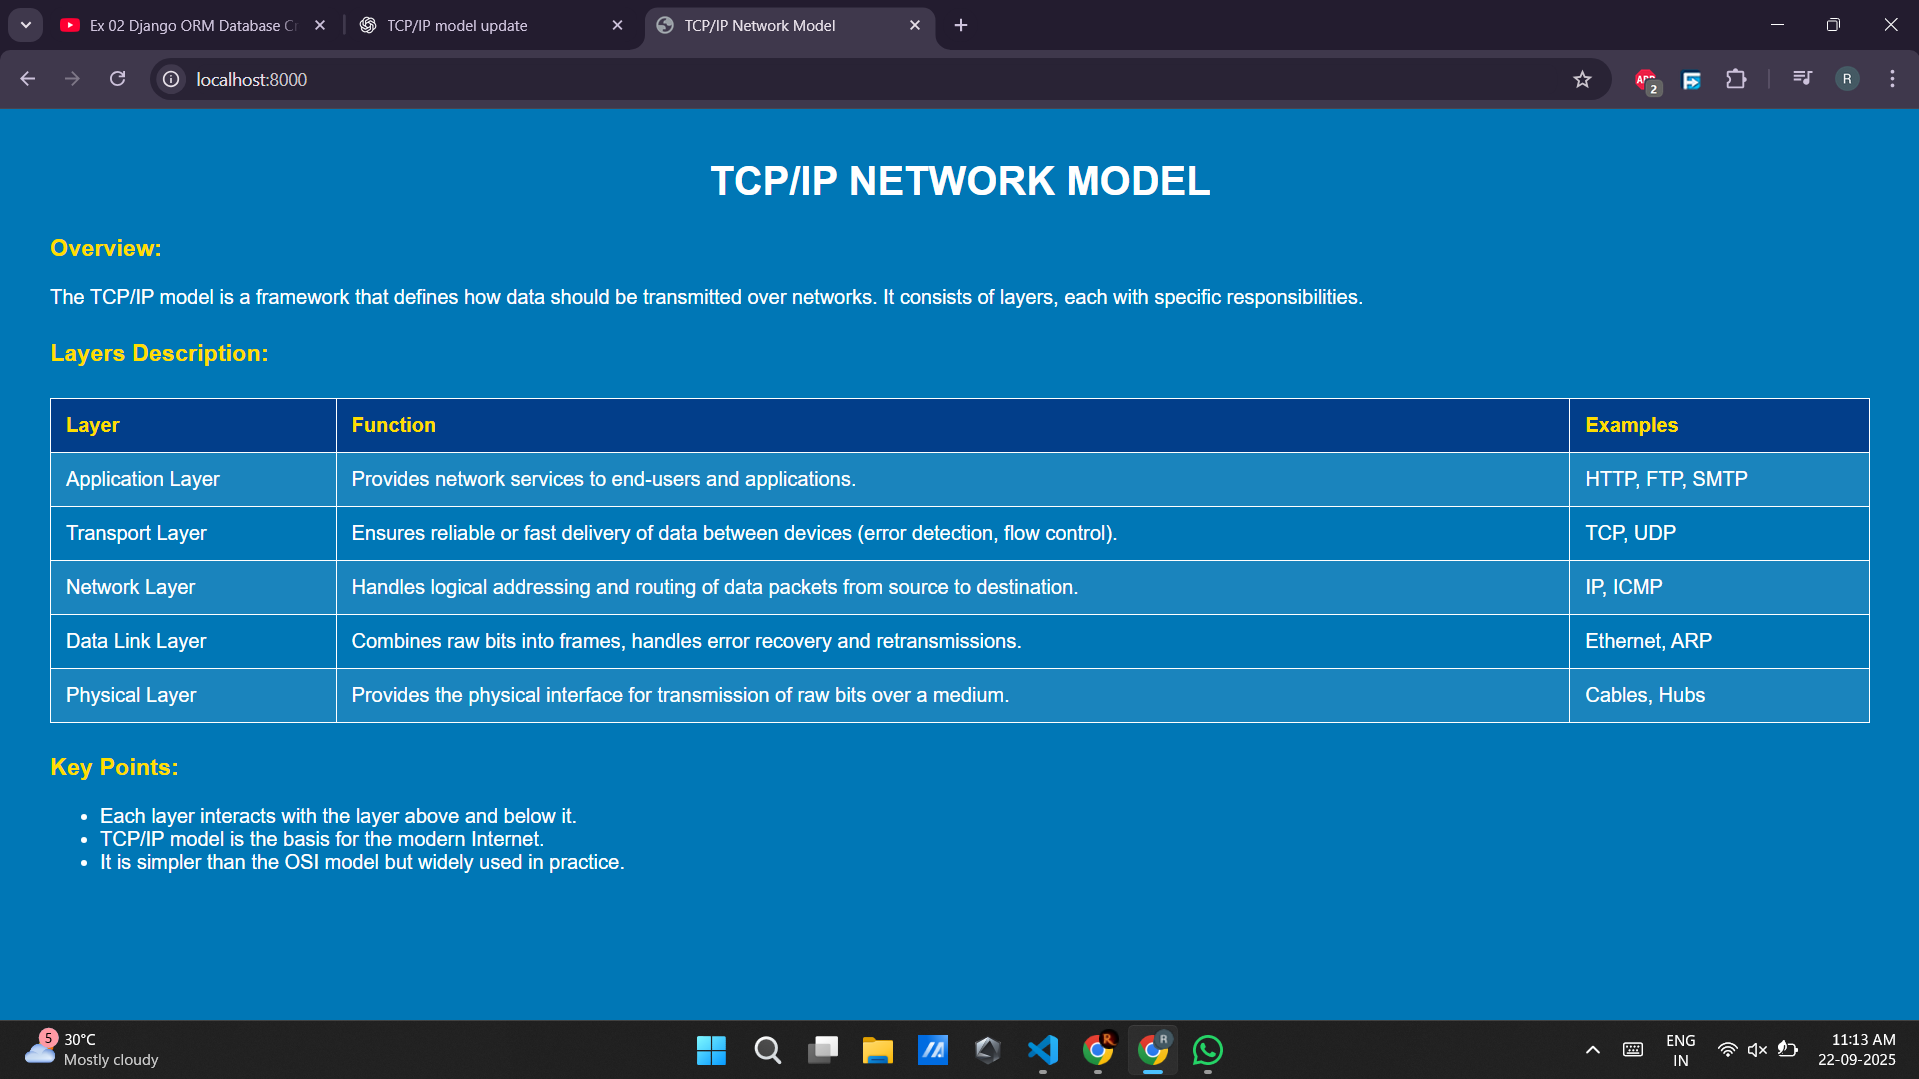 Ex 02 Django ORM Database Cr
TCP/IP model update
TCP/IP Network Model
localhost:8000
2
R
TCP/IP NETWORK MODEL
Overview:
The TCP/IP model is a framework that defines how data should be transmitted over networks. It consists of layers, each with specific responsibilities.
Layers Description:
Layer Function Examples
Application Layer Provides network services to end-users and applications. HTTP, FTP, SMTP
Transport Layer Ensures reliable or fast delivery of data between devices (error detection, flow control). TCP, UDP
Network Layer Handles logical addressing and routing of data packets from source to destination. IP, ICMP
Data Link Layer Combines raw bits into frames, handles error recovery and retransmissions. Ethernet, ARP
Physical Layer Provides the physical interface for transmission of raw bits over a medium. Cables, Hubs
Key Points:
• Each layer interacts with the layer above and below it.
• TCP/IP model is the basis for the modern Internet.
• It is simpler than the OSI model but widely used in practice.
5
30°C
Mostly cloudy
R
R
ENG
IN
11:13 AM
22-09-2025